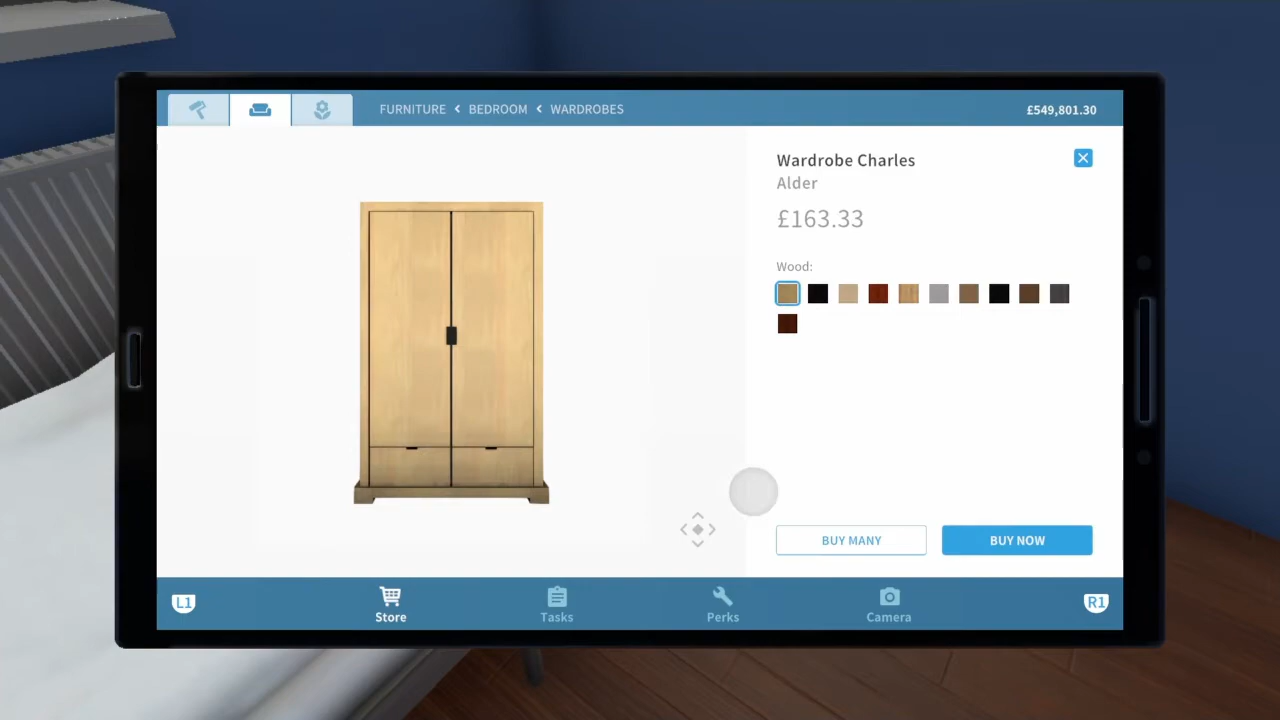 FURNITURE < BEDROOM < WARDROBES
£549,801.30
Wardrobe Charles
Alder
£163.33
Wood:
BUY MANY
BUY NOW
L1
Store
Tasks
Perks
Camera
R1